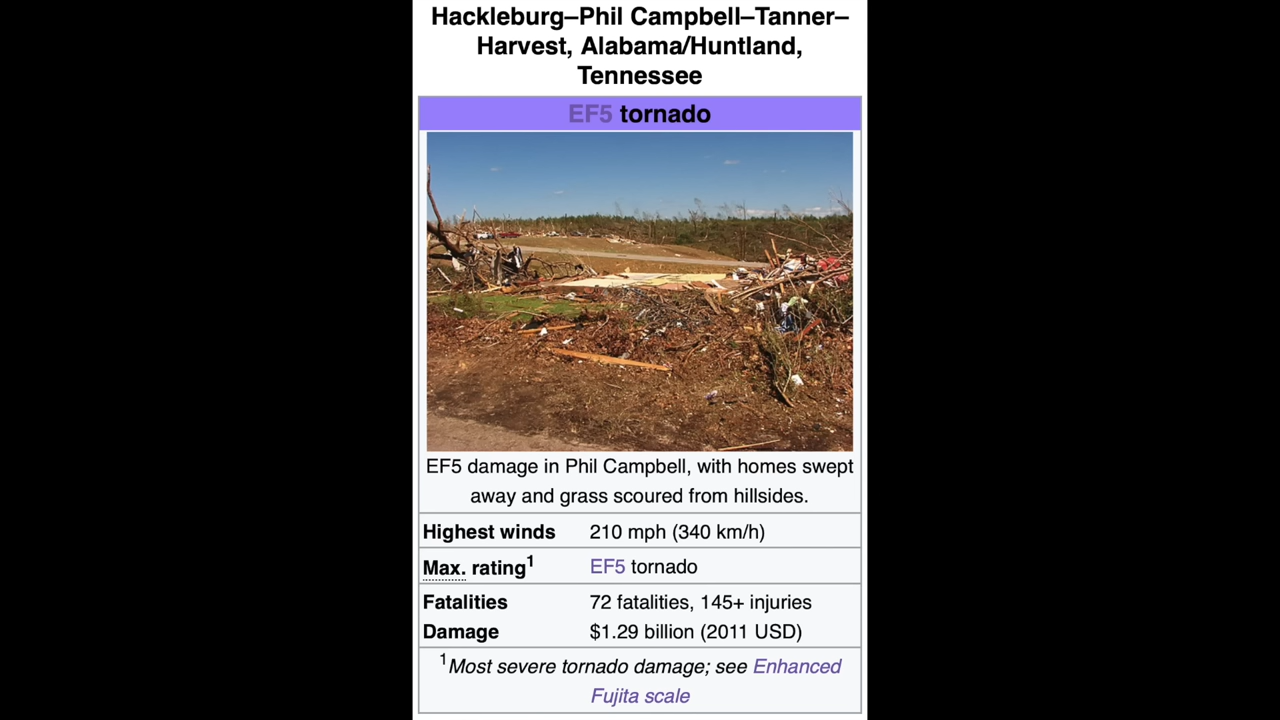 Hackleburg–Phil Campbell–Tanner–
Harvest, Alabama/Huntland,
Tennessee
EF5 tornado
EF5 damage in Phil Campbell, with homes swept
away and grass scoured from hillsides.
Highest winds 210 mph (340 km/h)
Max. rating¹ EF5 tornado
Fatalities 72 fatalities, 145+ injuries
Damage $1.29 billion (2011 USD)
¹Most severe tornado damage; see Enhanced
Fujita scale